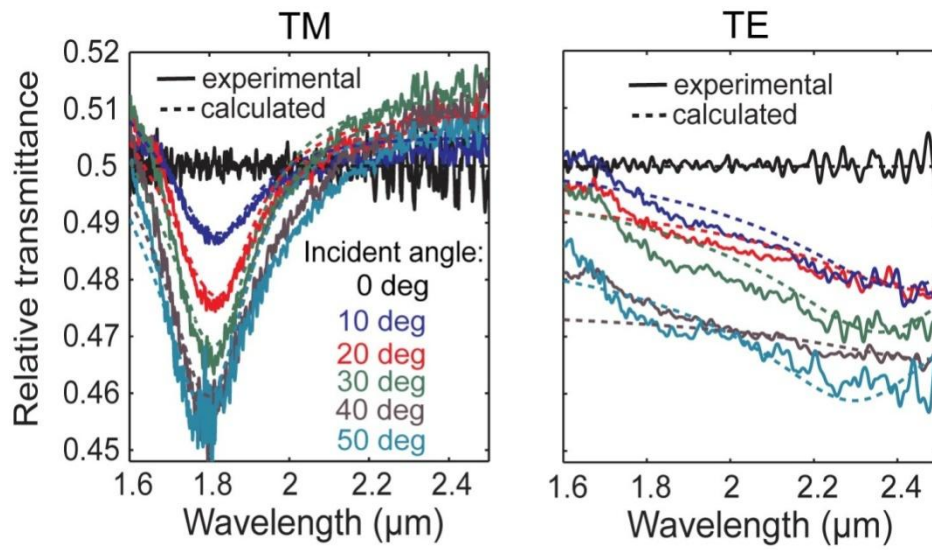 TM
TE
Relative transmittance
0.52
0.51
0.5
0.49
0.48
0.47
0.46
0.45
experimental
calculated
Incident angle:
0 deg
10 deg
20 deg
30 deg
40 deg
50 deg
1.6 1.8 2 2.2 2.4
Wavelength (µm)
experimental
calculated
1.6 1.8 2 2.2 2.4
Wavelength (µm)